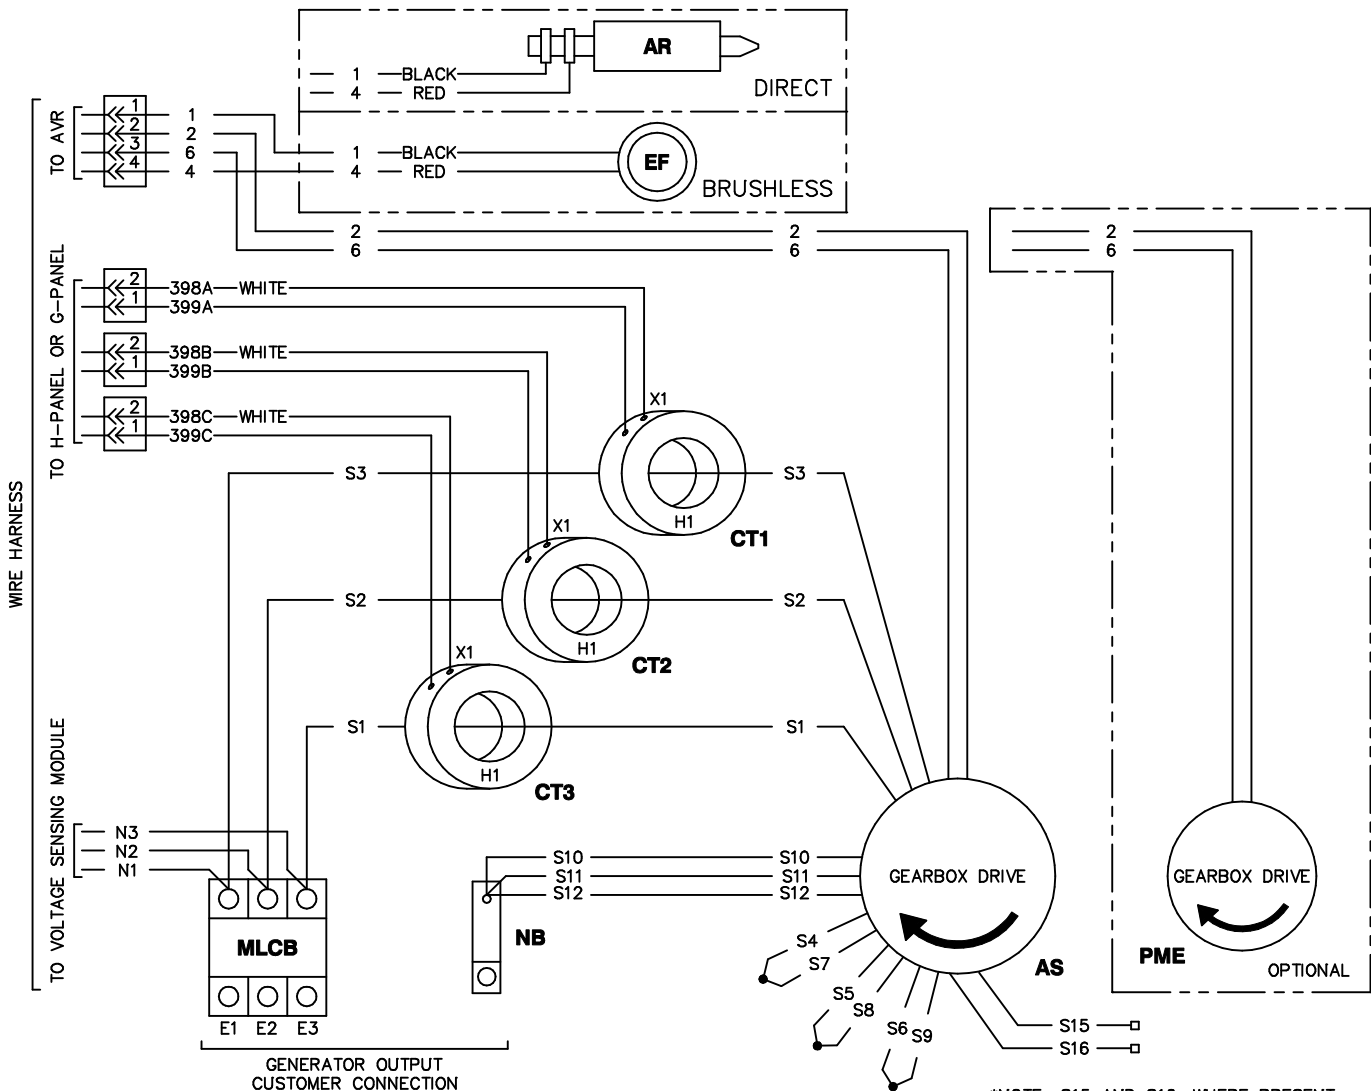 AR
1 BLACK
4 RED
DIRECT
TO AVR
1 1
2 2
3 6
4 4
1 BLACK
4 RED
EF
BRUSHLESS
2 2
6 6
2
6
WIRE HARNESS
TO H-PANEL OR G-PANEL
2 398A WHITE
1 399A
2 398B WHITE
1 399B
2 398C WHITE
1 399C
X1
S3 S3
H1
CT1
X1
S2 S2
H1
CT2
X1
S1 S1
H1
CT3
TO VOLTAGE SENSING MODULE
N3
N2
N1
S10 S10
S11 S11
S12 S12
GEARBOX DRIVE
GEARBOX DRIVE
MLCB
NB
S4
S7
S5
S8
S6
S9
AS
PME
OPTIONAL
E1 E2 E3
S15
S16
GENERATOR OUTPUT
CUSTOMER CONNECTION